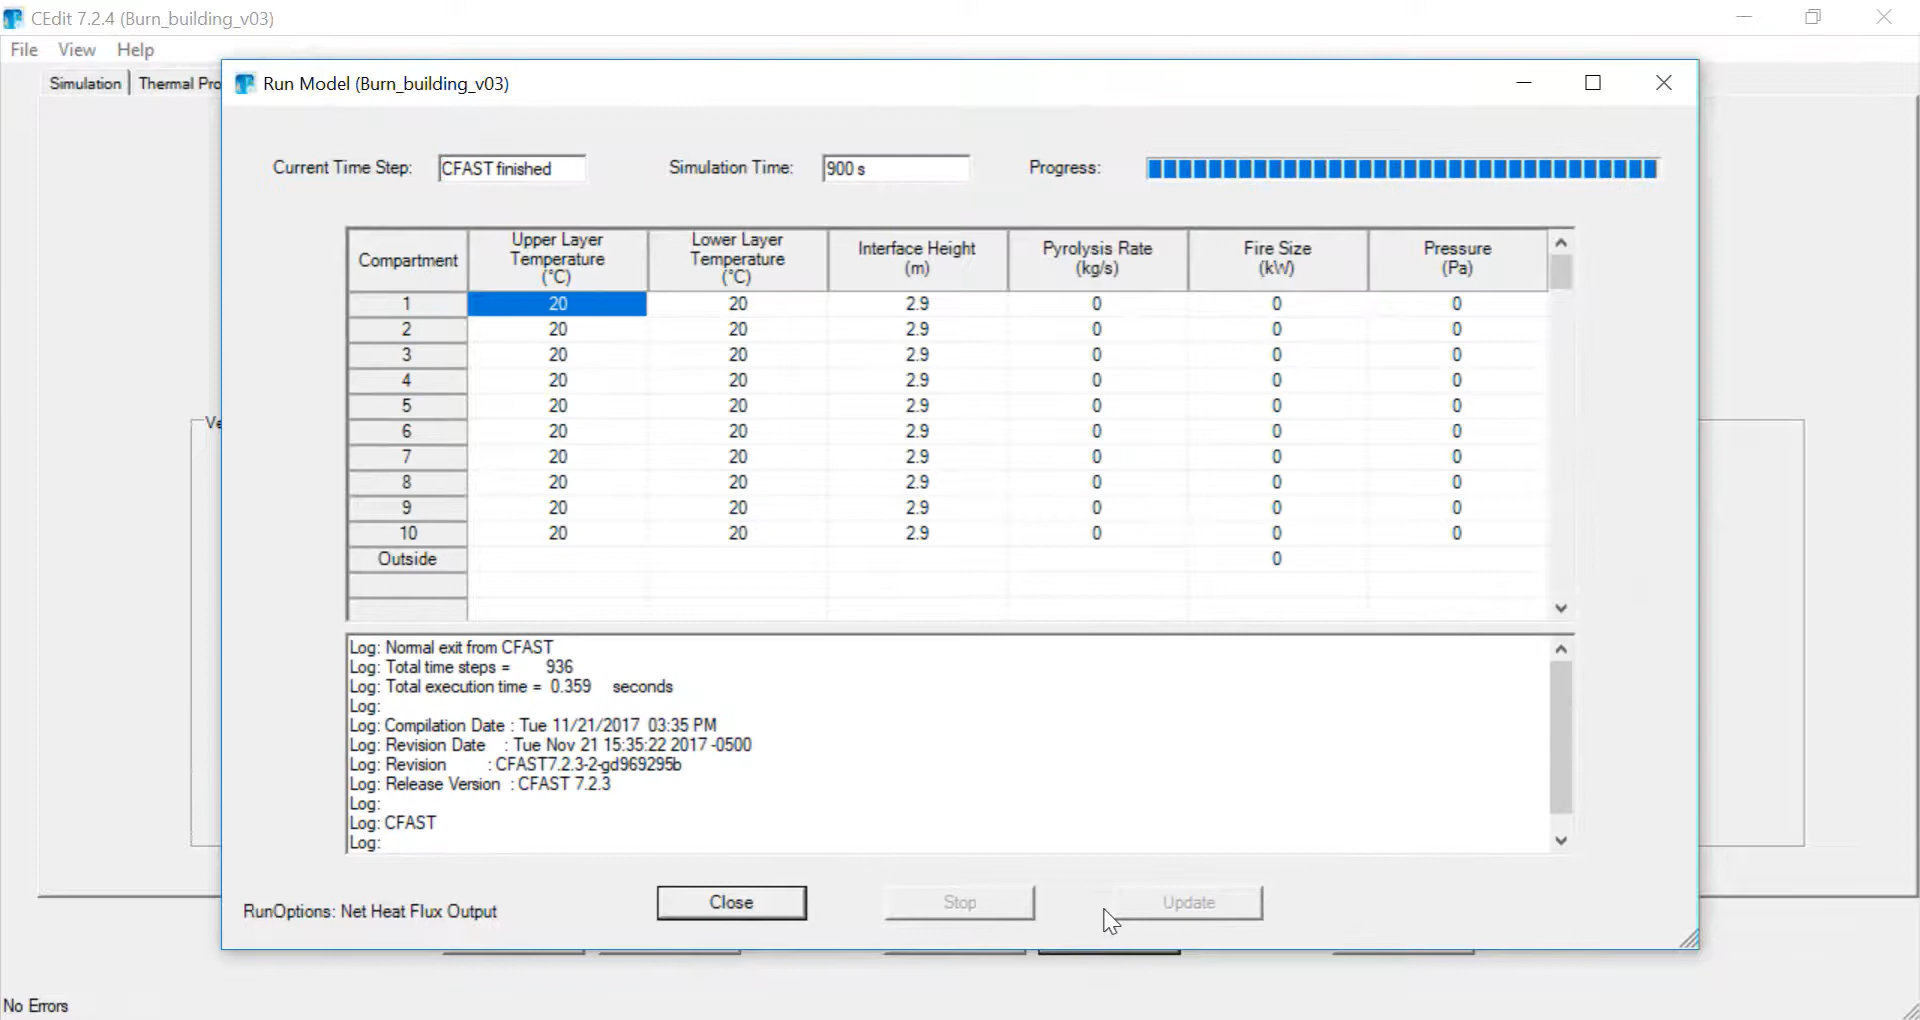 CEdit 7.2.4 (Burn_building_v03)
File View Help
Simulation Thermal Pro
Run Model (Burn_building_v03)
Current Time Step: CFAST finished Simulation Time: 900 s Progress:
Compartment Upper Layer Temperature (°C) Lower Layer Temperature (°C) Interface Height (m) Pyrolysis Rate (kg/s) Fire Size (kW) Pressure (Pa)
1 20 20 2.9 0 0 0
2 20 20 2.9 0 0 0
3 20 20 2.9 0 0 0
4 20 20 2.9 0 0 0
5 20 20 2.9 0 0 0
6 20 20 2.9 0 0 0
7 20 20 2.9 0 0 0
8 20 20 2.9 0 0 0
9 20 20 2.9 0 0 0
10 20 20 2.9 0 0 0
Outside 0
Ve
Log: Normal exit from CFAST
Log: Total time steps = 936
Log: Total execution time = 0.359 seconds
Log:
Log: Compilation Date : Tue 11/21/2017 03:35 PM
Log: Revision Date : Tue Nov 21 15:35:22 2017 -0500
Log: Revision : CFAST7.2.3-2-gd969295b
Log: Release Version : CFAST 7.2.3
Log:
Log: CFAST
Log:
RunOptions: Net Heat Flux Output Close Stop Update
No Errors